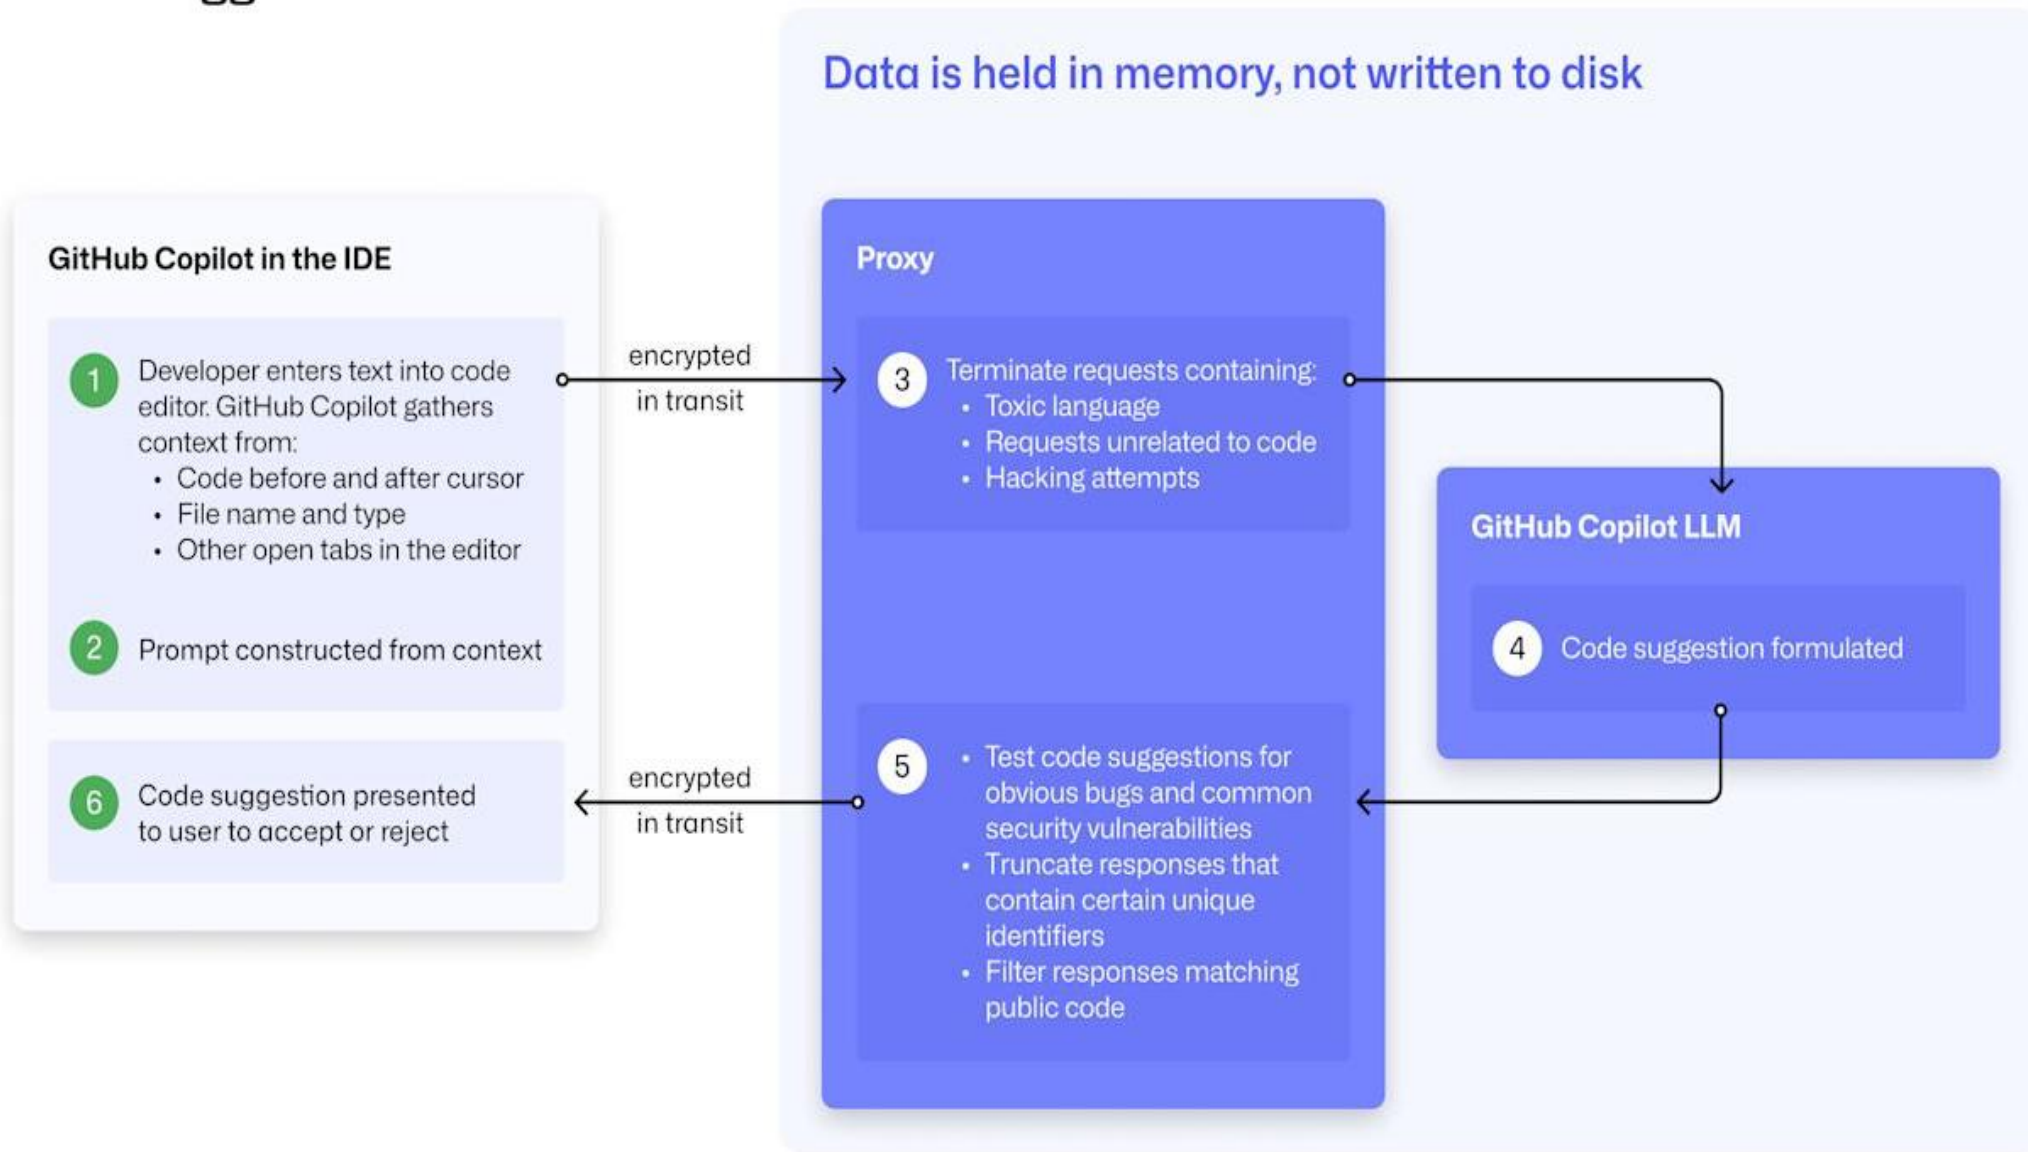 Data is held in memory, not written to disk
GitHub Copilot in the IDE
1
Developer enters text into code
editor. GitHub Copilot gathers
context from:
• Code before and after cursor
• File name and type
• Other open tabs in the editor
2
Prompt constructed from context
6
Code suggestion presented
to user to accept or reject
encrypted
in transit
encrypted
in transit
Proxy
3
Terminate requests containing:
• Toxic language
• Requests unrelated to code
• Hacking attempts
5
• Test code suggestions for
obvious bugs and common
security vulnerabilities
• Truncate responses that
contain certain unique
identifiers
• Filter responses matching
public code
GitHub Copilot LLM
4
Code suggestion formulated